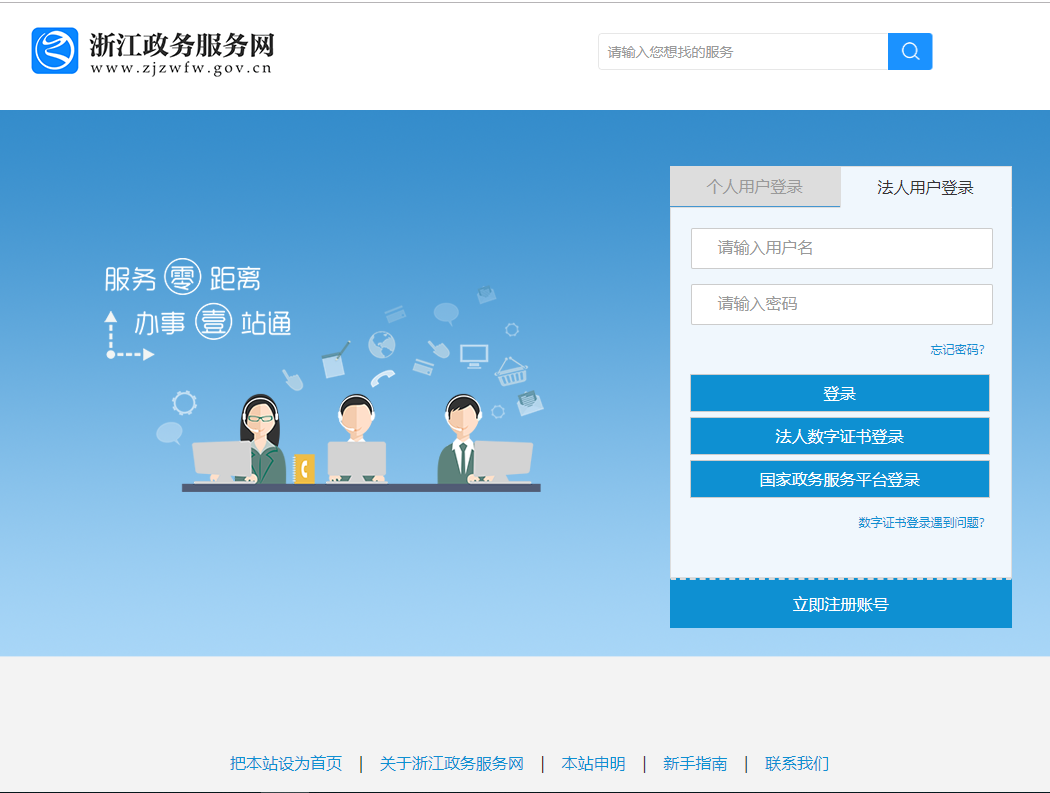 浙江政务服务网
www.zjzwfw.gov.cn
请输入您想找的服务
个人用户登录 法人用户登录
请输入用户名
请输入密码
忘记密码?
登录
法人数字证书登录
国家政务服务平台登录
数字证书登录遇到问题?
立即注册账号
服务零距离
办事壹站通
把本站设为首页 | 关于浙江政务服务网 | 本站申明 | 新手指南 | 联系我们